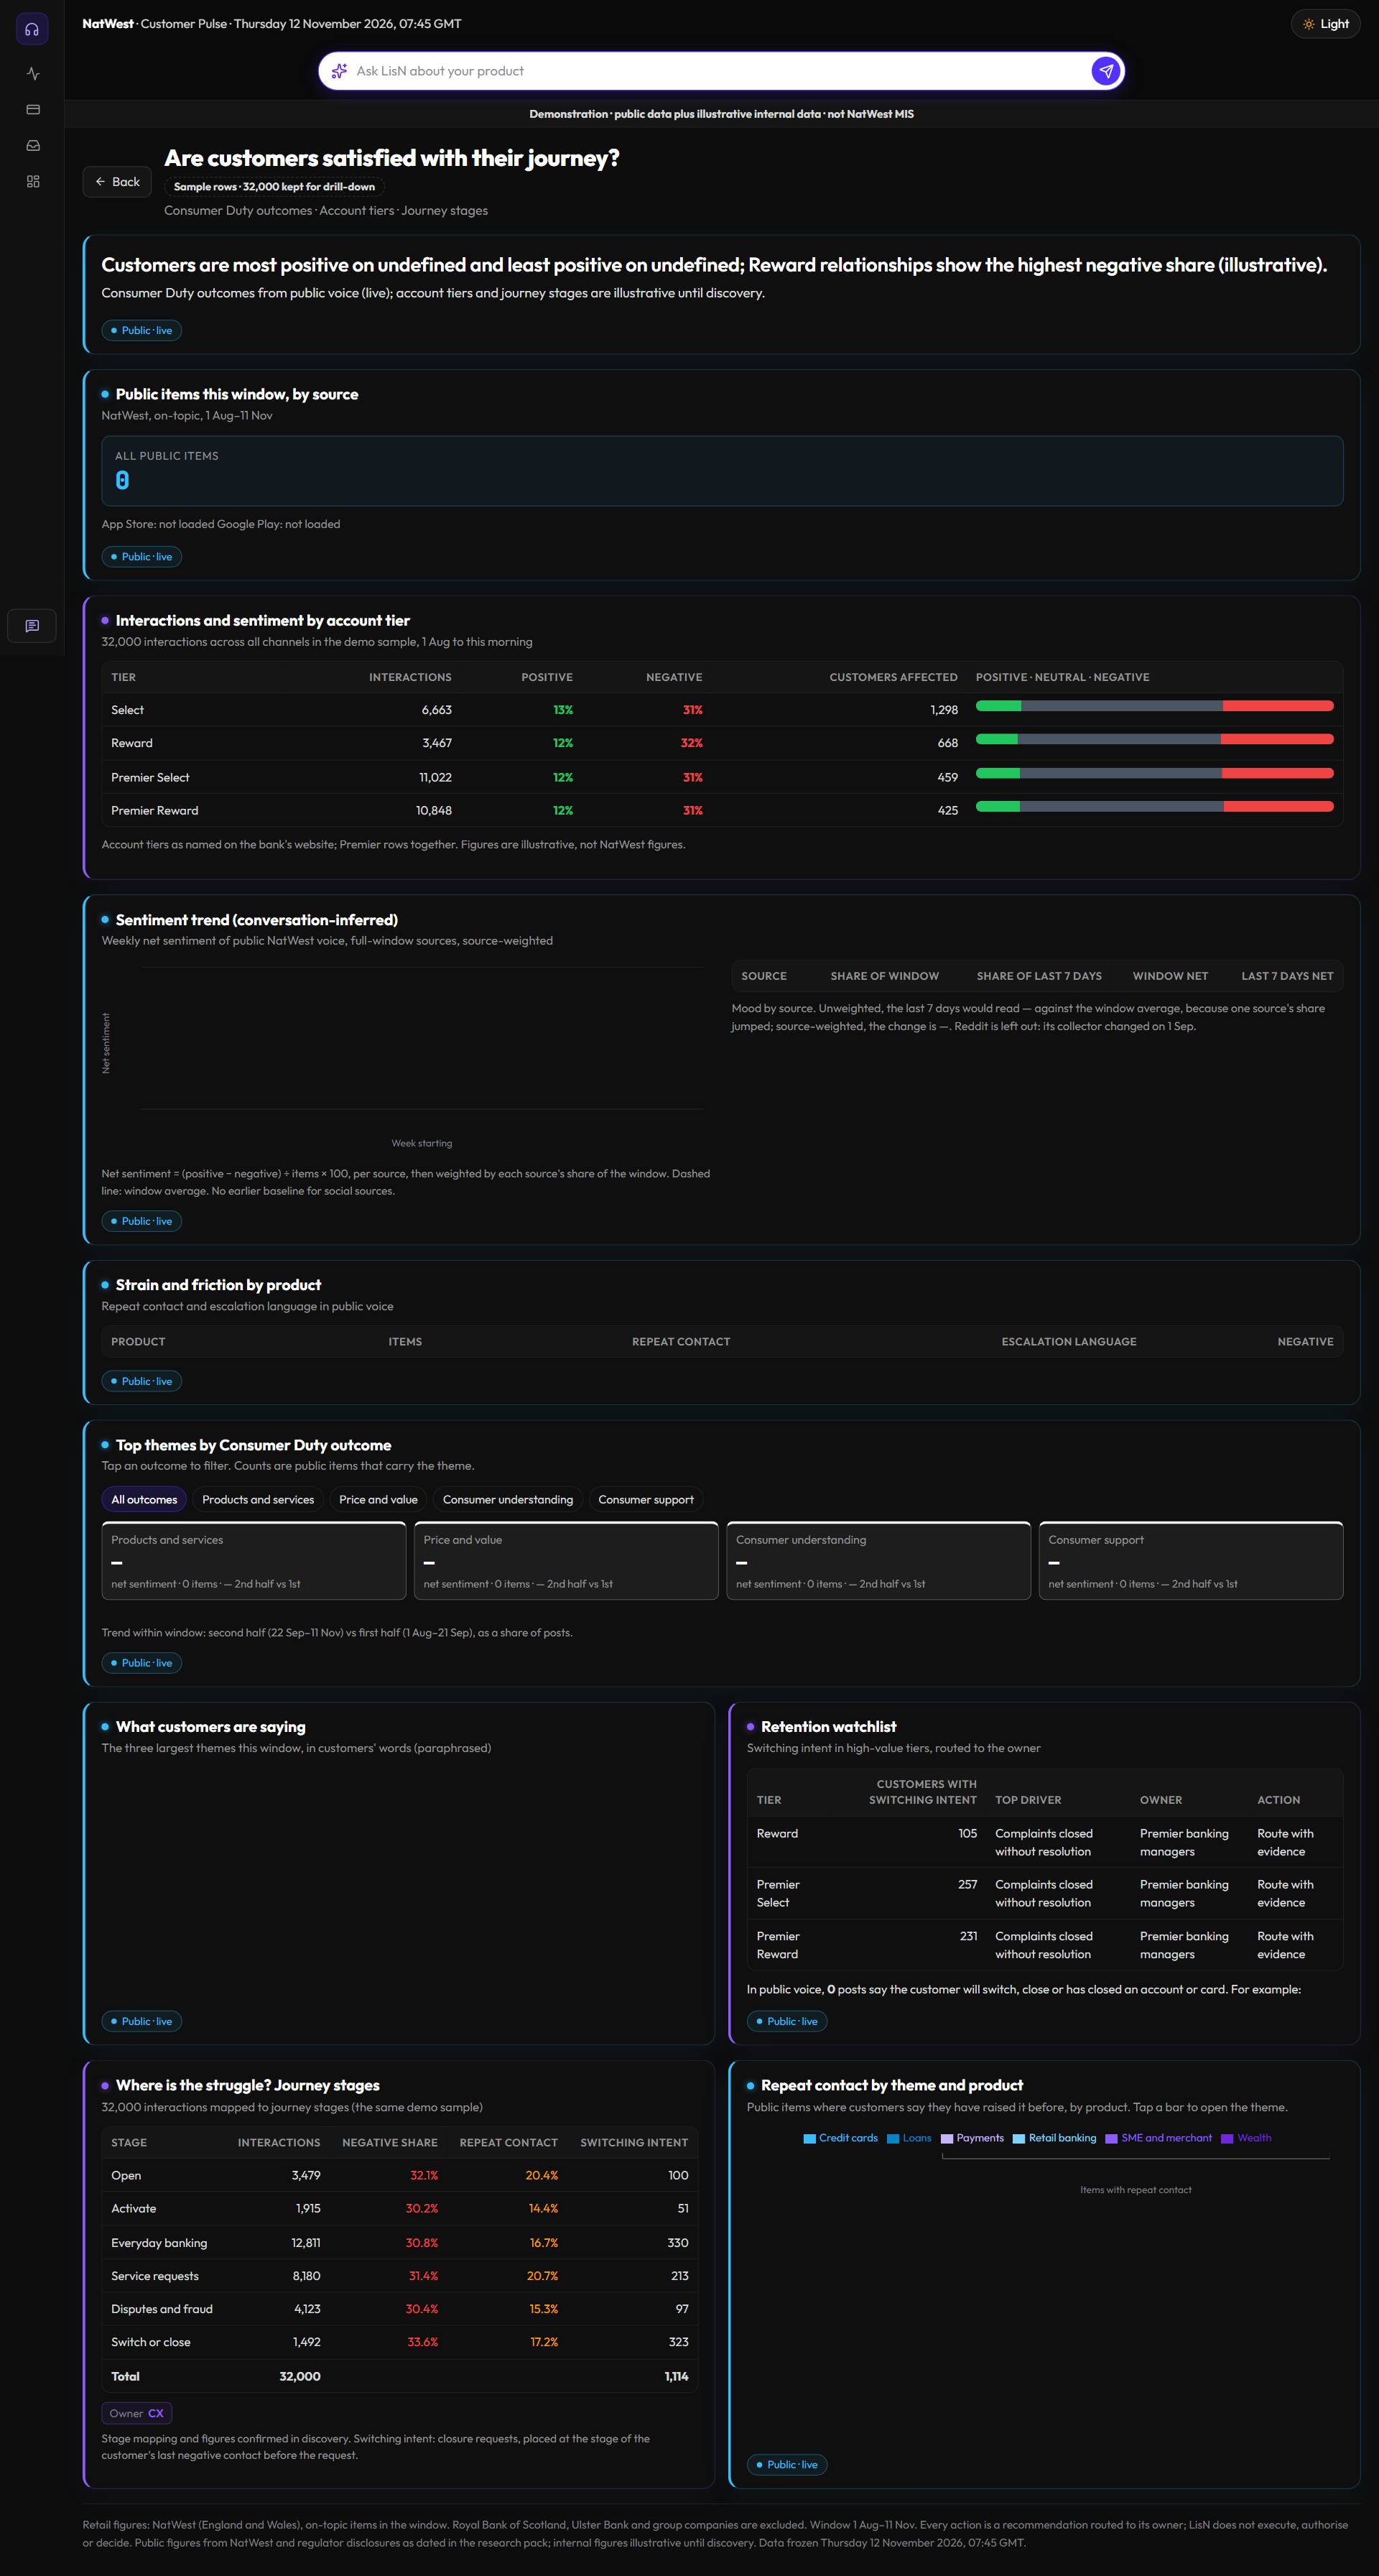 NatWest · Customer Pulse · Thursday 12 November 2026, 07:45 GMT
Light
Ask LisN about your product
Demonstration · public data plus illustrative internal data · not NatWest MIS
Back
Are customers satisfied with their journey?
Sample rows · 32,000 kept for drill-down
Consumer Duty outcomes · Account tiers · Journey stages
Customers are most positive on undefined and least positive on undefined; Reward relationships show the highest negative share (illustrative).
Consumer Duty outcomes from public voice (live); account tiers and journey stages are illustrative until discovery.
Public · live
Public items this window, by source
NatWest, on-topic, 1 Aug–11 Nov
ALL PUBLIC ITEMS
0
App Store: not loaded Google Play: not loaded
Public · live
Interactions and sentiment by account tier
32,000 interactions across all channels in the demo sample, 1 Aug to this morning
TIER INTERACTIONS POSITIVE NEGATIVE CUSTOMERS AFFECTED POSITIVE · NEUTRAL · NEGATIVE
Select 6,663 13% 31% 1,298
Reward 3,467 12% 32% 668
Premier Select 11,022 12% 31% 459
Premier Reward 10,848 12% 31% 425
Account tiers as named on the bank's website; Premier rows together. Figures are illustrative, not NatWest figures.
Sentiment trend (conversation-inferred)
Weekly net sentiment of public NatWest voice, full-window sources, source-weighted
Net sentiment
Week starting
Net sentiment = (positive − negative) ÷ items × 100, per source, then weighted by each source's share of the window. Dashed
line: window average. No earlier baseline for social sources.
Public · live
SOURCE SHARE OF WINDOW SHARE OF LAST 7 DAYS WINDOW NET LAST 7 DAYS NET
Mood by source. Unweighted, the last 7 days would read — against the window average, because one source's share
jumped; source-weighted, the change is —. Reddit is left out: its collector changed on 1 Sep.
Strain and friction by product
Repeat contact and escalation language in public voice
PRODUCT ITEMS REPEAT CONTACT ESCALATION LANGUAGE NEGATIVE
Public · live
Top themes by Consumer Duty outcome
Tap an outcome to filter. Counts are public items that carry the theme.
All outcomes Products and services Price and value Consumer understanding Consumer support
Products and services Price and value Consumer understanding Consumer support
– – – –
net sentiment · 0 items · — 2nd half vs 1st net sentiment · 0 items · — 2nd half vs 1st net sentiment · 0 items · — 2nd half vs 1st net sentiment · 0 items · — 2nd half vs 1st
Trend within window: second half (22 Sep–11 Nov) vs first half (1 Aug–21 Sep), as a share of posts.
Public · live
What customers are saying
The three largest themes this window, in customers' words (paraphrased)
Public · live
Retention watchlist
Switching intent in high-value tiers, routed to the owner
CUSTOMERS WITH
TIER SWITCHING INTENT TOP DRIVER OWNER ACTION
Reward 105 Complaints closed Premier banking Route with
without resolution managers evidence
Premier 257 Complaints closed Premier banking Route with
Select without resolution managers evidence
Premier 231 Complaints closed Premier banking Route with
Reward without resolution managers evidence
In public voice, 0 posts say the customer will switch, close or has closed an account or card. For example:
Public · live
Where is the struggle? Journey stages
32,000 interactions mapped to journey stages (the same demo sample)
STAGE INTERACTIONS NEGATIVE SHARE REPEAT CONTACT SWITCHING INTENT
Open 3,479 32.1% 20.4% 100
Activate 1,915 30.2% 14.4% 51
Everyday banking 12,811 30.8% 16.7% 330
Service requests 8,180 31.4% 20.7% 213
Disputes and fraud 4,123 30.4% 15.3% 97
Switch or close 1,492 33.6% 17.2% 323
Total 32,000 1,114
Owner CX
Stage mapping and figures confirmed in discovery. Switching intent: closure requests, placed at the stage of the
customer's last negative contact before the request.
Repeat contact by theme and product
Public items where customers say they have raised it before, by product. Tap a bar to open the theme.
Credit cards Loans Payments Retail banking SME and merchant Wealth
Items with repeat contact
Public · live
Retail figures: NatWest (England and Wales), on-topic items in the window. Royal Bank of Scotland, Ulster Bank and group companies are excluded. Window 1 Aug–11 Nov. Every action is a recommendation routed to its owner; LisN does not execute, authorise
or decide. Public figures from NatWest and regulator disclosures as dated in the research pack; internal figures illustrative until discovery. Data frozen Thursday 12 November 2026, 07:45 GMT.